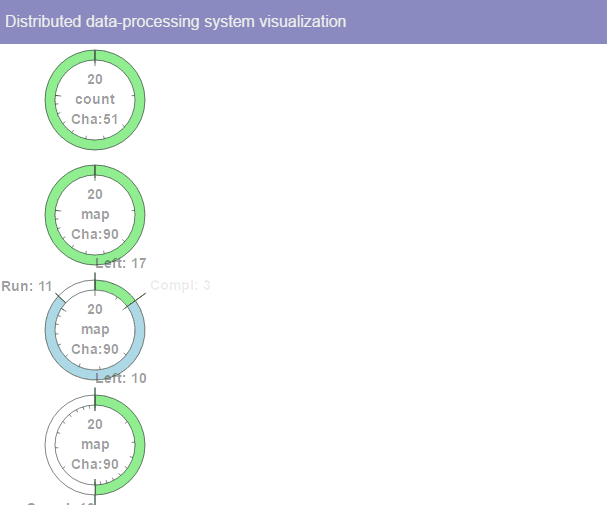 Distributed data-processing system visualization
20
count
Cha:51
20
map
Cha:90
Left: 17
Run: 11
Compl: 3
20
map
Cha:90
Left: 10
20
map
Cha:90